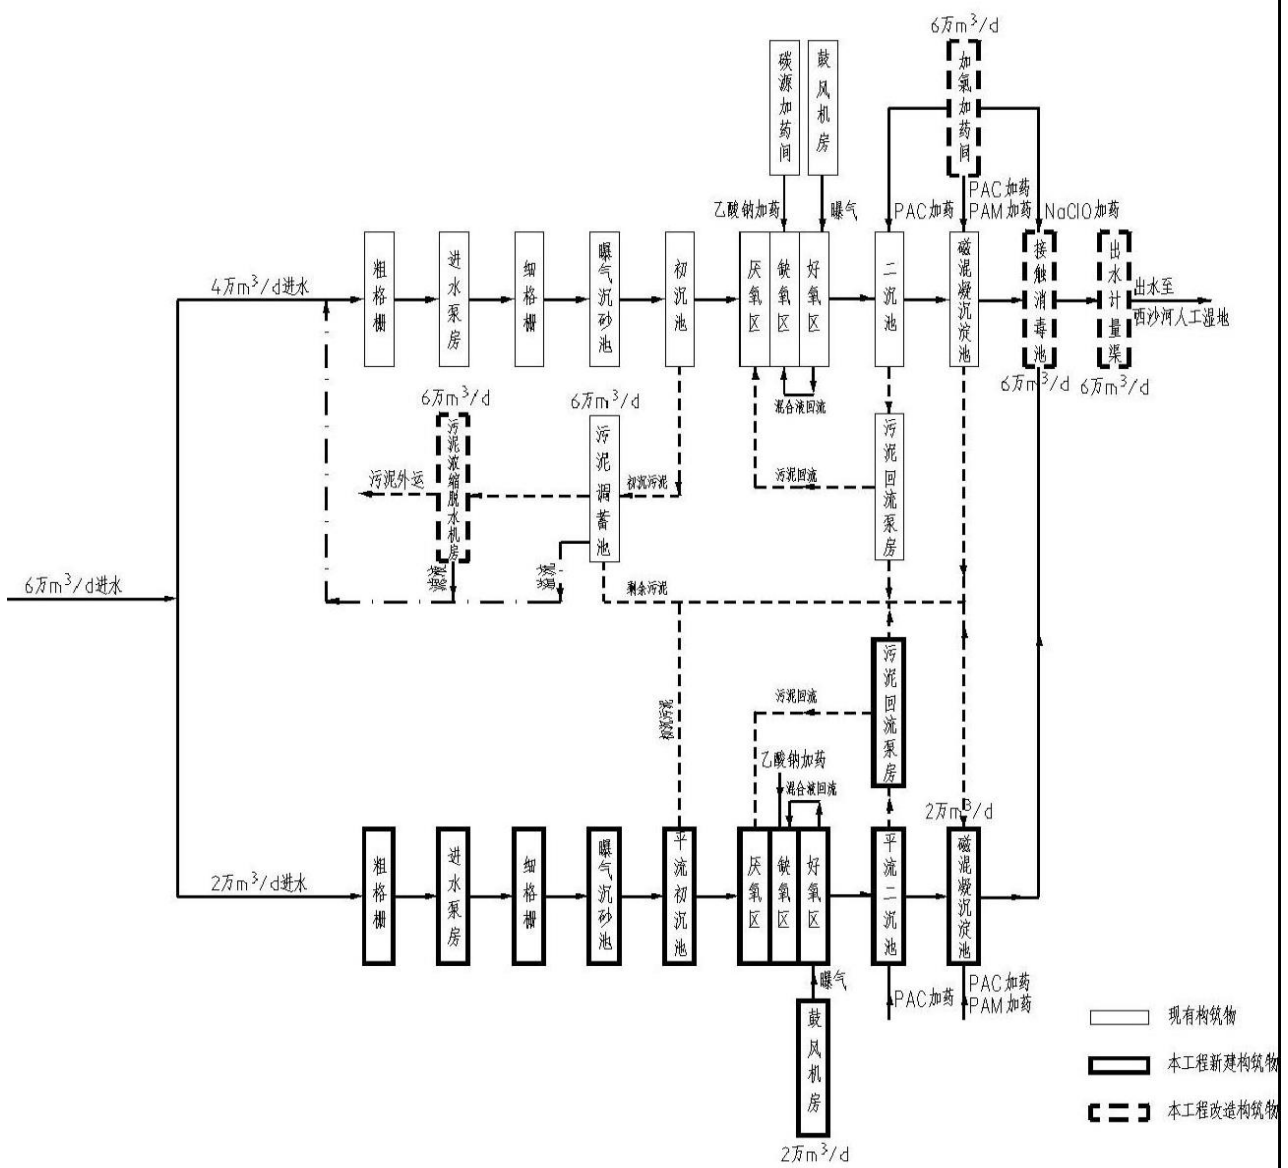 6万m³/d
加氯加药间
碳源加药间
鼓风机房
乙酸钠加药
曝气
PAC加药
PAC加药
PAM加药
NaClO加药
4万m³/d进水
粗格栅
进水泵房
细格栅
曝气沉砂池
初沉池
厌氧区
缺氧区
好氧区
二沉池
磁混凝沉淀池
接触消毒池
出水计量渠
出水至
西沙河人工湿地
6万m³/d
6万m³/d
混合液回流
6万m³/d
6万m³/d
污泥外运
污泥浓缩脱水机房
污泥调蓄池
初沉污泥
污泥回流
污泥回流泵房
滤液
溢流
剩余污泥
6万m³/d进水
初沉污泥
污泥回流
污泥回流泵房
乙酸钠加药
混合液回流
2万m³/d
2万m³/d进水
粗格栅
进水泵房
细格栅
曝气沉砂池
平流初沉池
厌氧区
缺氧区
好氧区
平流二沉池
磁混凝沉淀池
曝气
PAC加药
PAC加药
PAM加药
鼓风机房
2万m³/d
现有构筑物
本工程新建构筑物
本工程改造构筑物